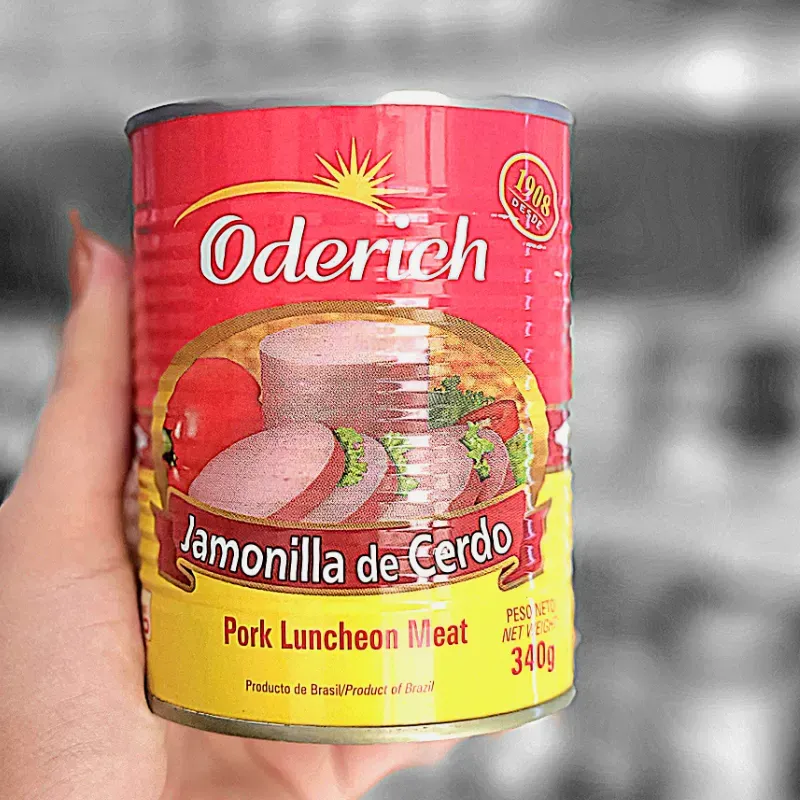 1908
DESDE
Oderich
Jamonilla de Cerdo
Pork Luncheon Meat
PESO NETO
NET WEIGHT
340g
Producto de Brasil/Product of Brazil